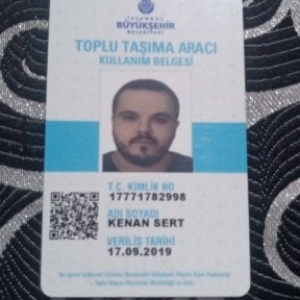 İSTANBUL
BÜYÜKŞEHİR
BELEDİYESİ
TOPLU TAŞIMA ARACI
KULLANIM BELGESİ
T.C. KİMLİK NO
17771782998
ADI SOYADI
KENAN SERT
VERİLİŞ TARİHİ
17.09.2019